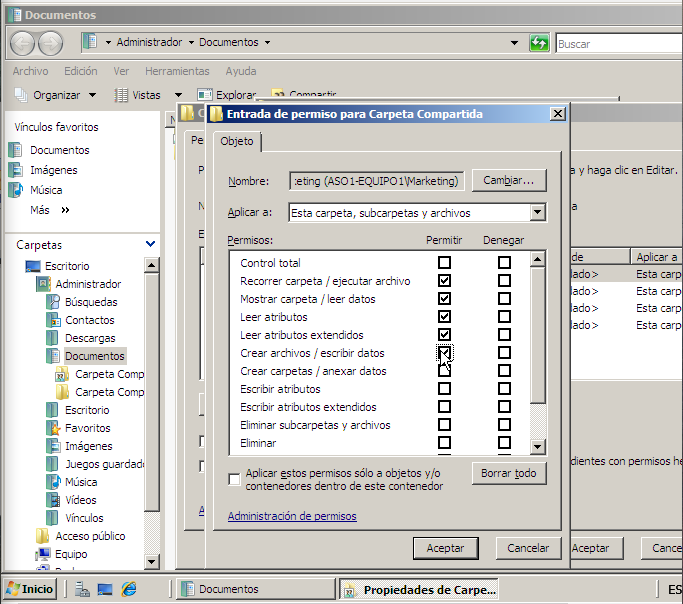 Documentos
Administrador Documentos
Buscar
Archivo Edición Ver Herramientas Ayuda
Organizar Vistas Explorar Compartir
Vínculos favoritos
Documentos
Imágenes
Música
Más »
Carpetas
Escritorio
Administrador
Búsquedas
Contactos
Descargas
Documentos
Carpeta Comp
Carpeta Comp
Escritorio
Favoritos
Imágenes
Juegos guardado
Música
Vídeos
Vínculos
Acceso público
Equipo
Entrada de permiso para Carpeta Compartida
Objeto
Nombre: :eting (ASO1-EQUIPO1\Marketing) Cambiar...
Aplicar a: Esta carpeta, subcarpetas y archivos
Permisos: Permitir Denegar
Control total
Recorrer carpeta / ejecutar archivo
Mostrar carpeta / leer datos
Leer atributos
Leer atributos extendidos
Crear archivos / escribir datos
Crear carpetas / anexar datos
Escribir atributos
Escribir atributos extendidos
Eliminar subcarpetas y archivos
Eliminar
Aplicar estos permisos sólo a objetos y/o
contenedores dentro de este contenedor
Borrar todo
Administración de permisos
Aceptar Cancelar
a y haga clic en Editar.
a
de Aplicar a
dado> Esta carp
dado> Esta carp
dado> Esta carp
dado> Esta carp
dientes con permisos he
Aceptar Cance
Inicio Documentos Propiedades de Carpe... ES